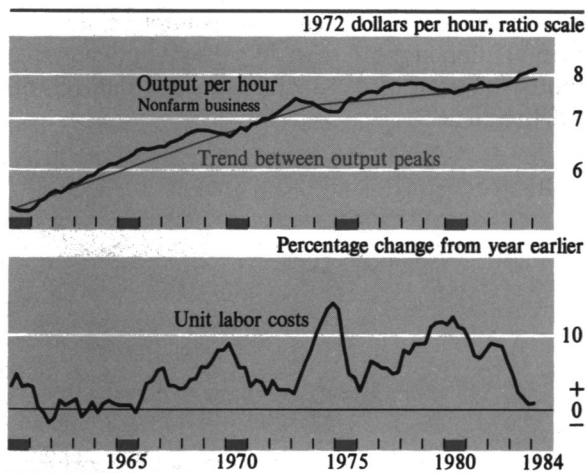 1972 dollars per hour, ratio scale
8
Output per hour
Nonfarm business
7
Trend between output peaks
6
Percentage change from year earlier
Unit labor costs
10
+
0
−
1965 1970 1975 1980 1984